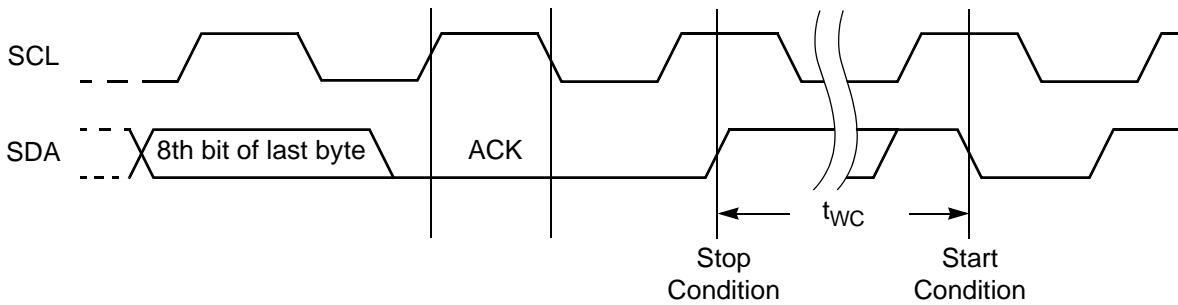 SCL
SDA
8th bit of last byte
ACK
tWC
Stop
Condition
Start
Condition